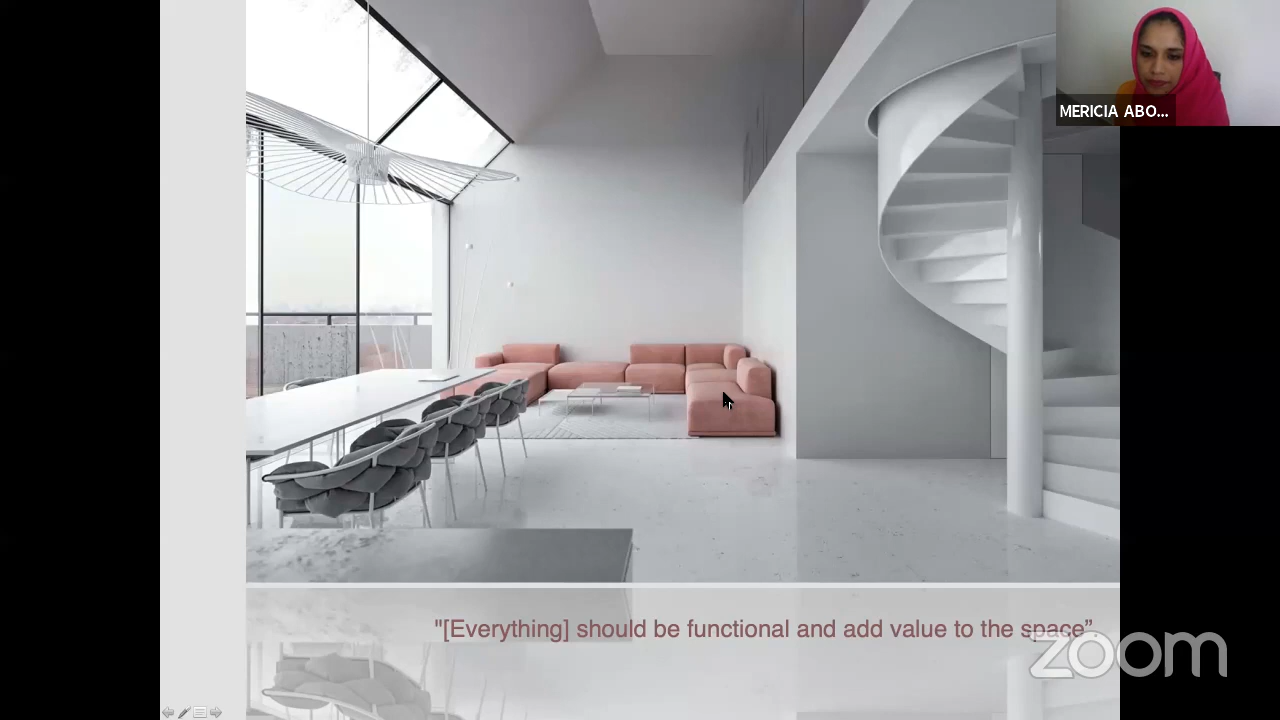 MERICIA ABO...
"[Everything] should be functional and add value to the space”.
zoom